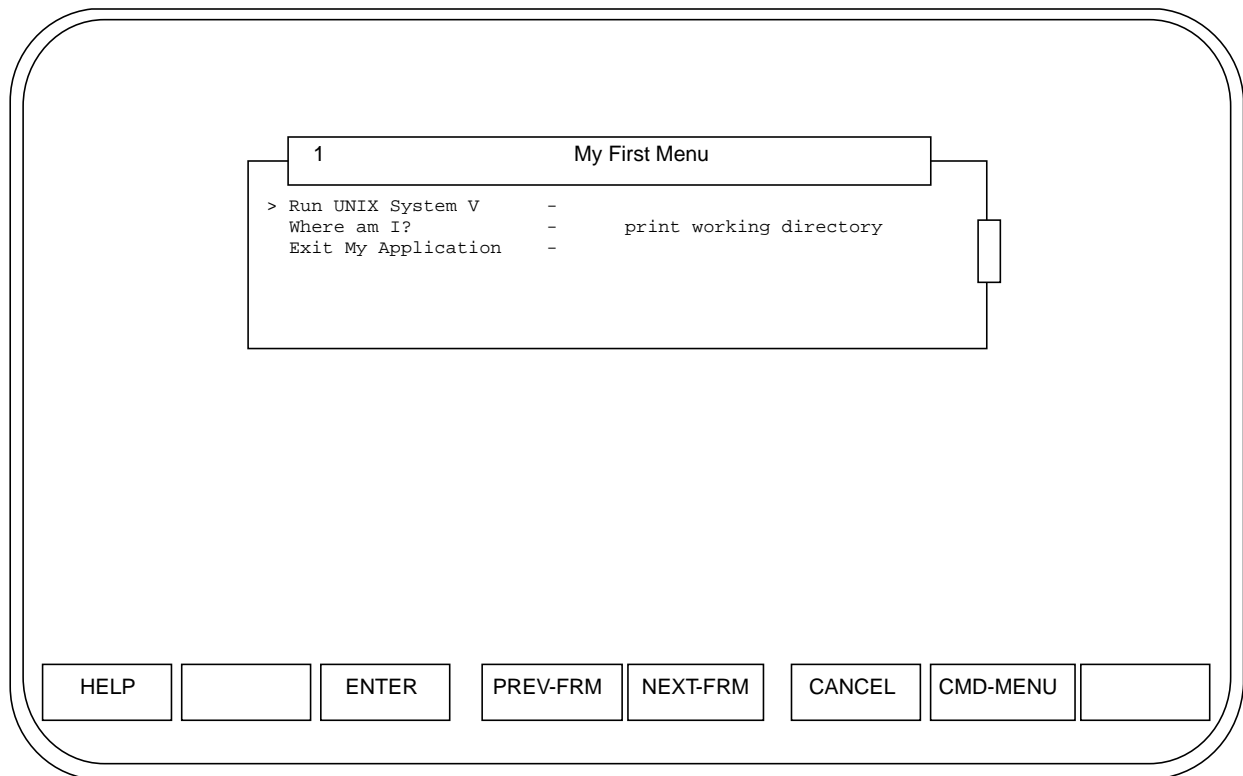 1 My First Menu
> Run UNIX System V -
Where am I? - print working directory
Exit My Application -
HELP ENTER PREV-FRM NEXT-FRM CANCEL CMD-MENU